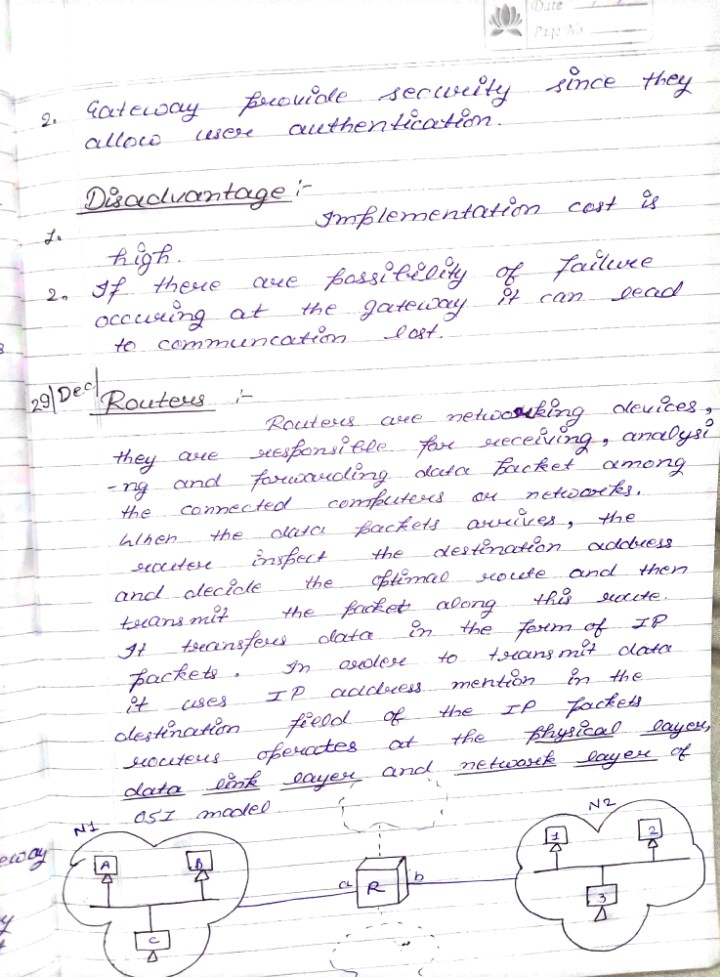 Date
Page No
2. Gateway provide security since they
allow user authentication.
Disadvantage :-
1. Implementation cost is
high.
2. If there are possibility of failure
occuring at the gateway it can lead
to communcation lost.
29/Dec/ Routers :-
Routers are networking devices,
they are responsible for receiving, analysi
-ng and forwarding data packet among
the connected computers or networks.
When the data packets arrives, the
router inspect the destination address
and decide the optimal route and then
transmit the packet along this route.
It transfers data in the form of IP
packets. In order to transmit data
it uses IP address mention in the
destination field of the IP packets
routers operates at the physical layer,
data link layer and network layer of
OSI model
N1
N2
eway
A
B
C
a
R
b
1
2
3
y